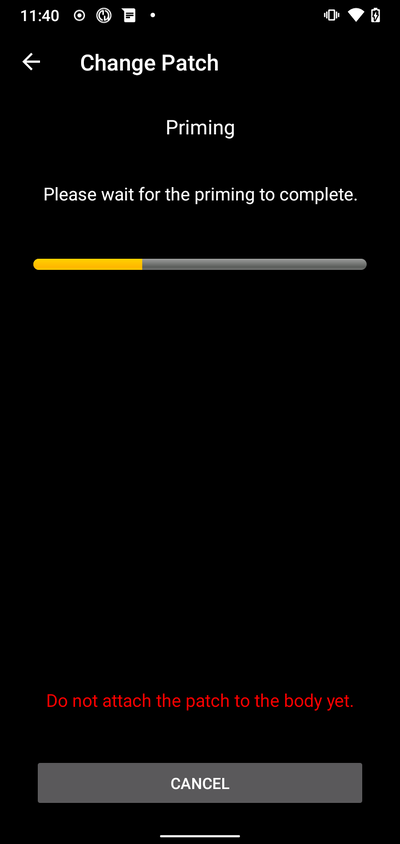 11:40
Change Patch
Priming
Please wait for the priming to complete.
Do not attach the patch to the body yet.
CANCEL